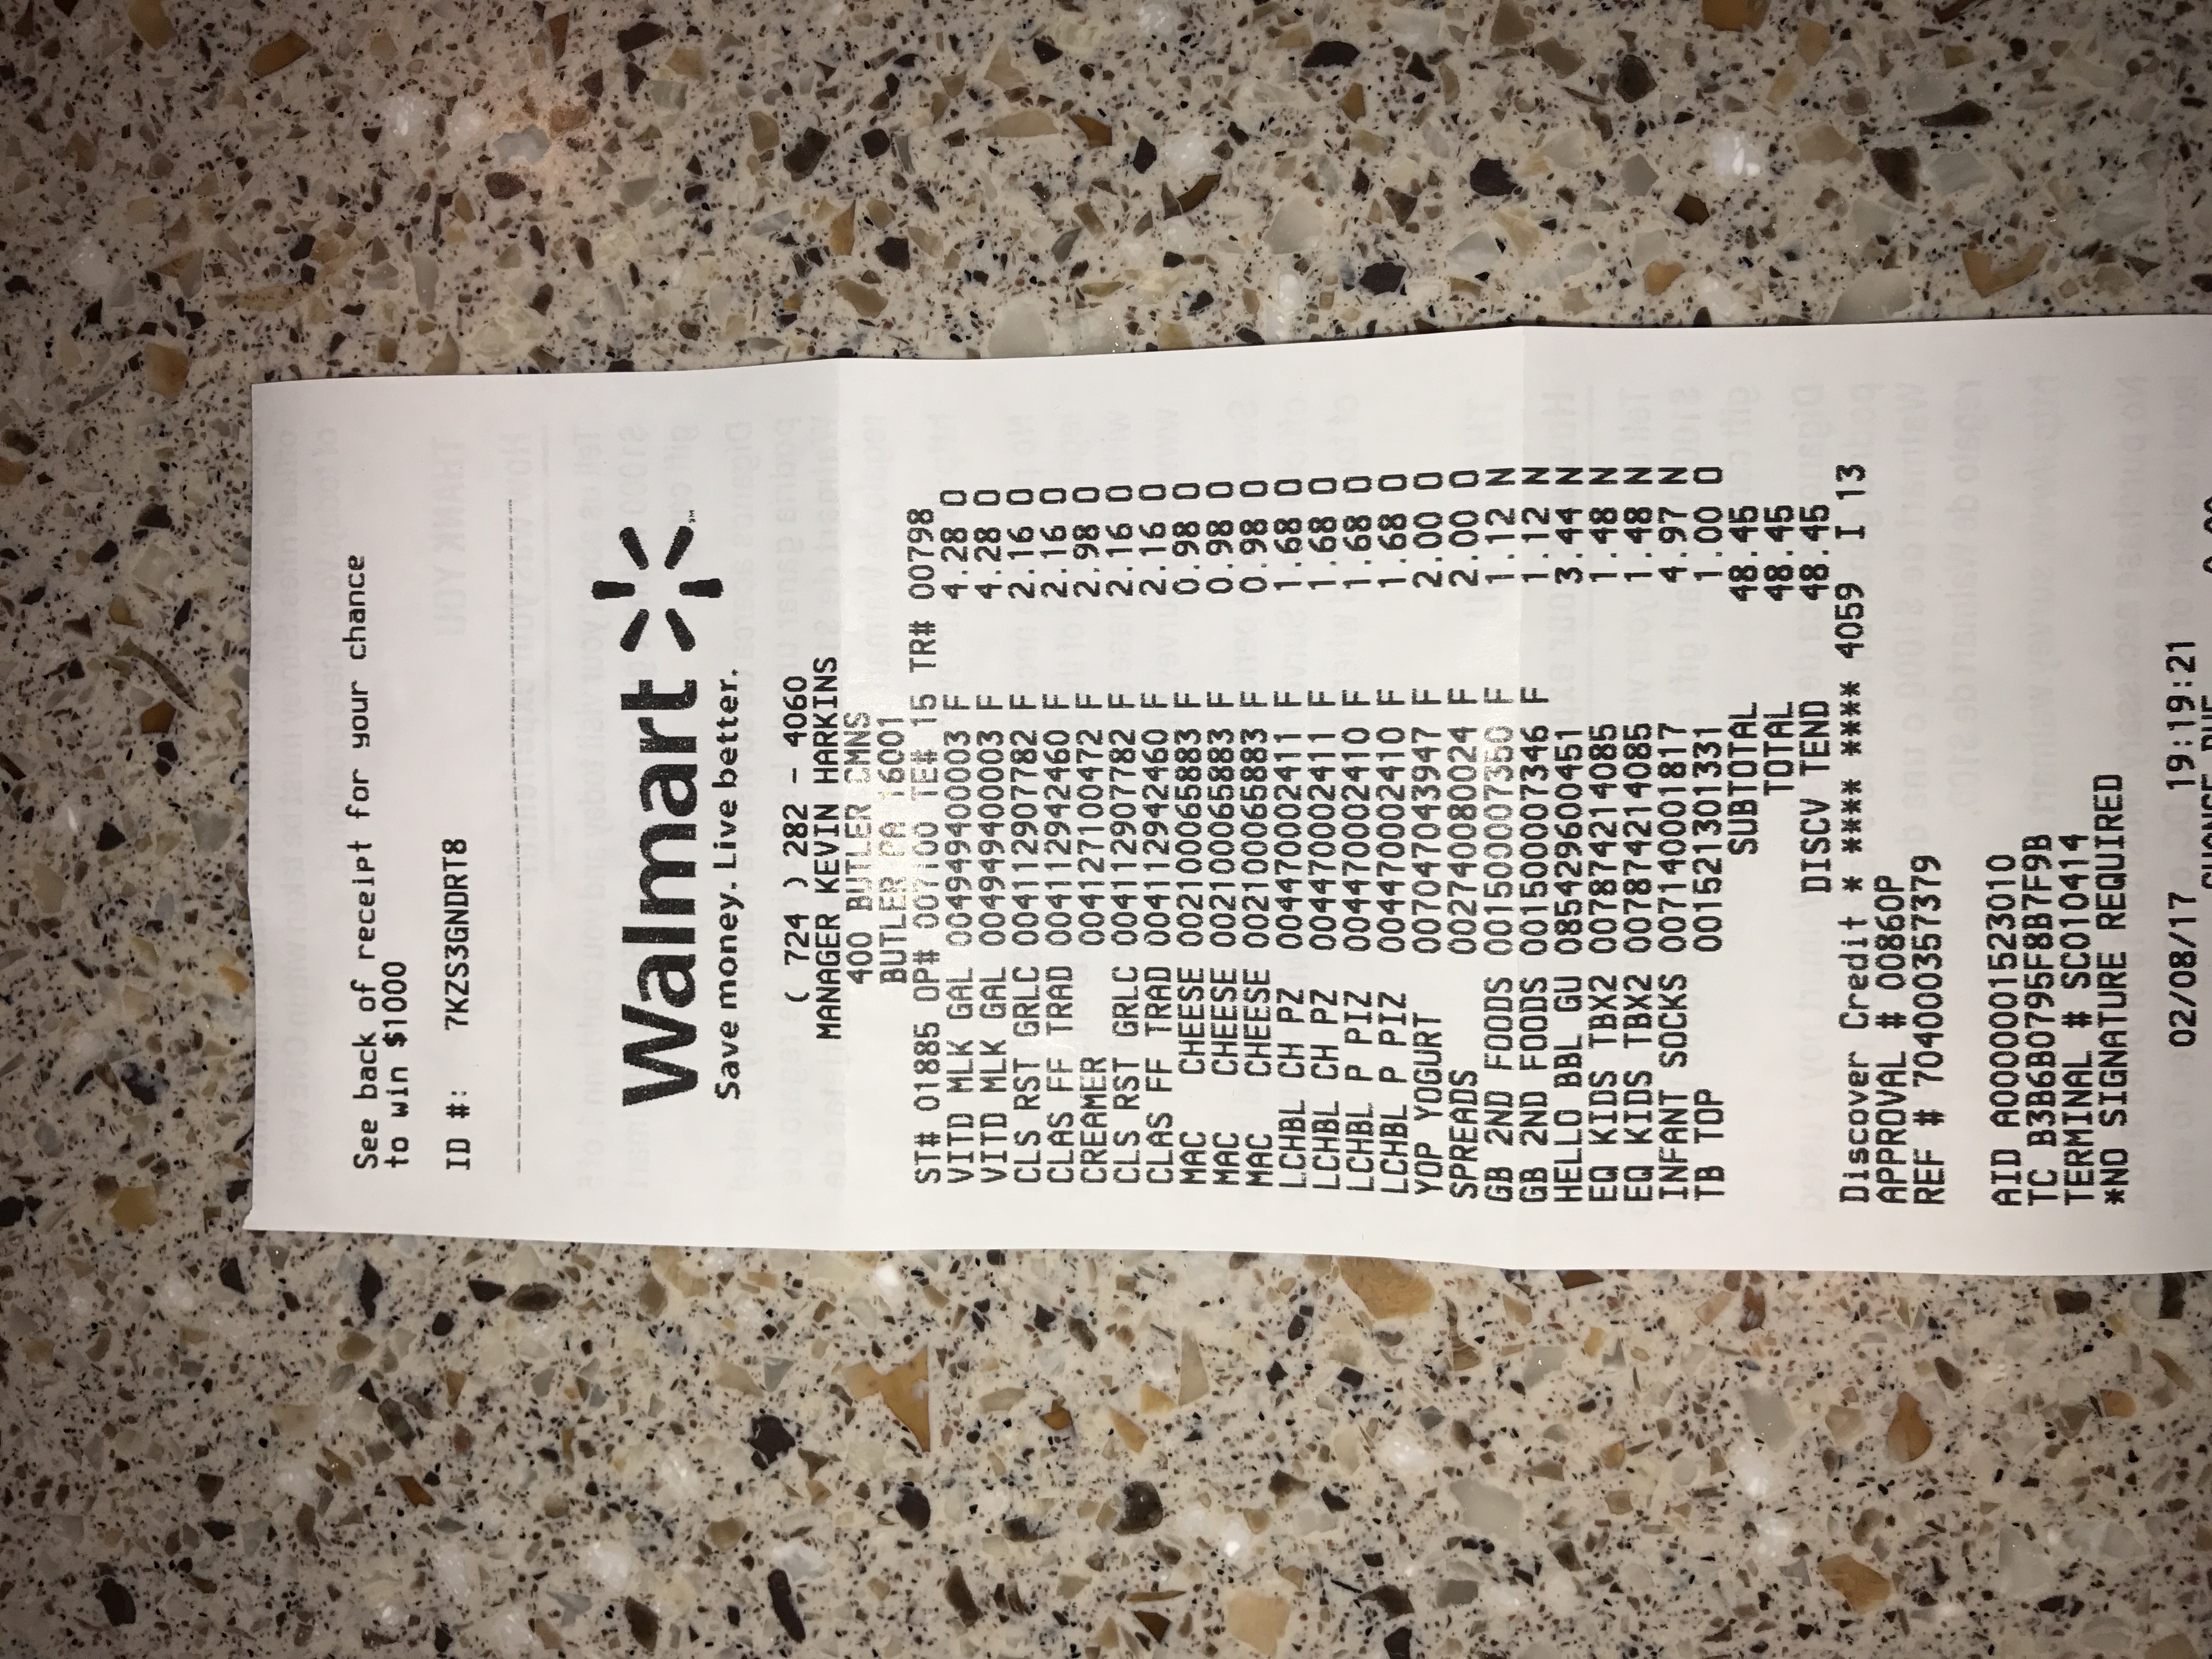 See back of receipt for your chance
to win $1000
ID #: 7KZS3GNDRT8
Walmart
Save money. Live better.
( 724 ) 282 - 4060
MANAGER KEVIN HARKINS
400 BUTLER CMNS
BUTLER PA 16001
ST# 01885 OP# 007100 TE# 15 TR# 00798
VITD MLK GAL 004949400003 F 4.28 O
VITD MLK GAL 004949400003 F 4.28 O
CLS RST GRLC 004112907782 F 2.16 O
CLAS FF TRAD 004112942460 F 2.16 O
CREAMER 004127100472 F 2.98 O
CLS RST GRLC 004112907782 F 2.16 O
CLAS FF TRAD 004112942460 F 2.16 O
MAC CHEESE 002100065883 F 0.98 O
MAC CHEESE 002100065883 F 0.98 O
MAC CHEESE 002100065883 F 0.98 O
LCHBL CH PZ 004470002411 F 1.68 O
LCHBL CH PZ 004470002411 F 1.68 O
LCHBL P PIZ 004470002410 F 1.68 O
LCHBL P PIZ 004470002410 F 1.68 O
YOP YOGURT 007047043947 F 2.00 O
SPREADS 002740080024 F 2.00 O
GB 2ND FOODS 001500007350 F 1.12 N
GB 2ND FOODS 001500007346 F 1.12 N
HELLO BBL GU 085429600451 3.44 N
EQ KIDS TBX2 007874214085 1.48 N
EQ KIDS TBX2 007874214085 1.48 N
INFANT SOCKS 007140001817 4.97 N
TB TOP 001521301331 1.00 O
SUBTOTAL 48.45
TOTAL 48.45
DISCV TEND 48.45
Discover Credit * **** **** 4059 I 13
APPROVAL # 00860P
REF # 704000357379
AID A0000001523010
TC B3B6B0795F8B7F9B
TERMINAL # SC010414
*NO SIGNATURE REQUIRED
02/08/17 19:19:21